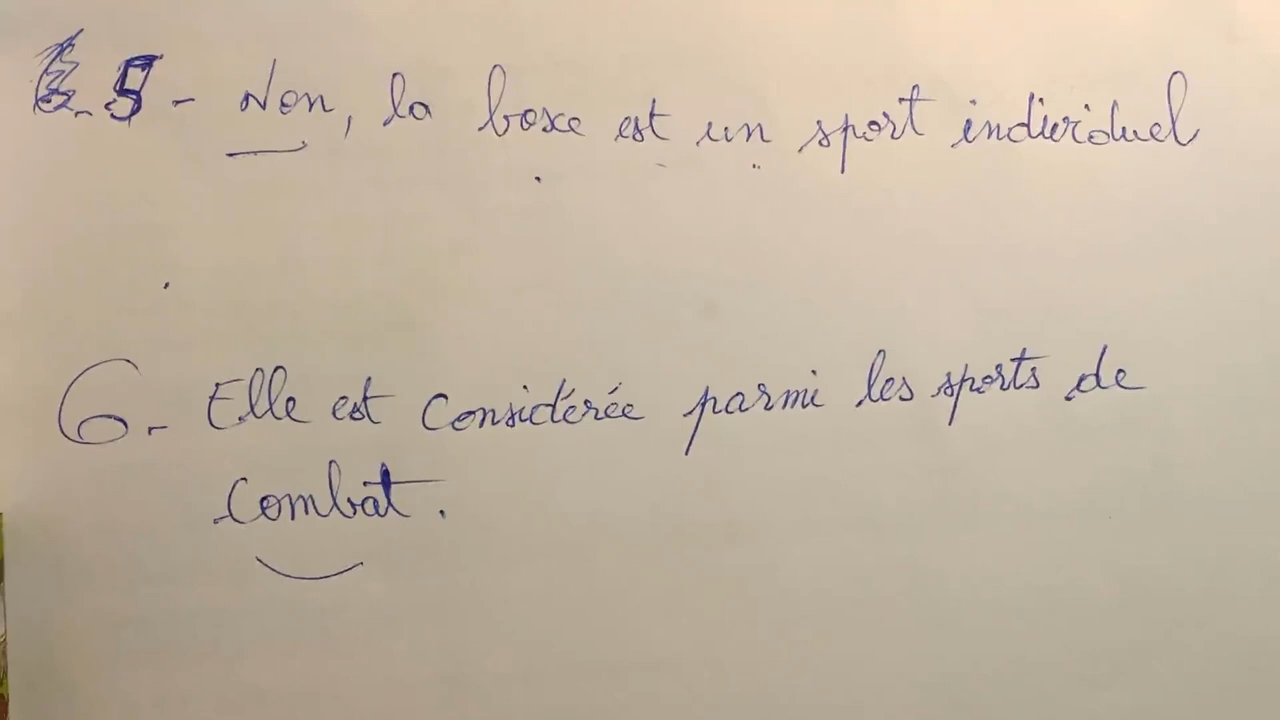 5- Non, la boxe est un sport individuel
6- Elle est considérée parmi les sports de
combat.